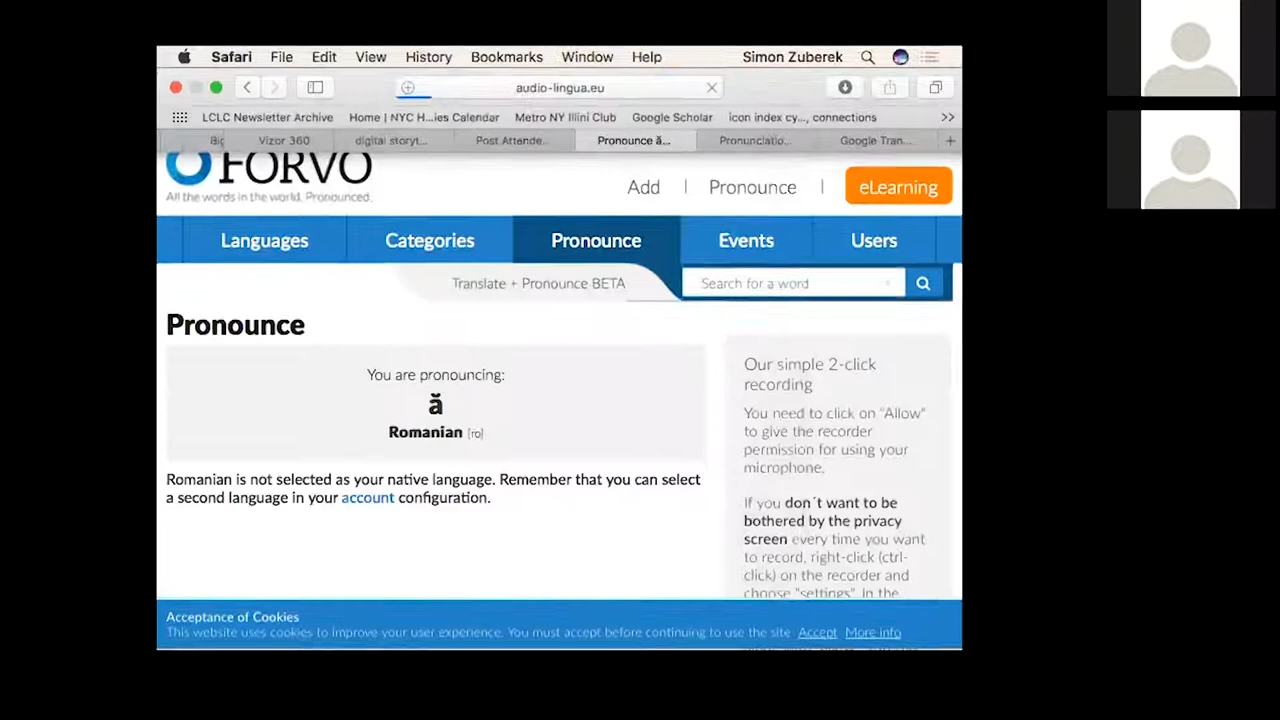 Safari File Edit View History Bookmarks Window Help Simon Zuberek
audio-lingua.eu
LCLC Newsletter Archive Home | NYC H...ies Calendar Metro NY Illini Club Google Scholar icon index cy..., connections >>
Big Vizor 360 digital storyt... Post Attende... Pronounce ă... Pronunciatio... Google Tran... +
FORVO
All the words in the world. Pronounced.
Add | Pronounce | eLearning
Languages Categories Pronounce Events Users
Translate + Pronounce BETA Search for a word
Pronounce
You are pronouncing:
ă
Romanian [ro]
Romanian is not selected as your native language. Remember that you can select
a second language in your account configuration.
Our simple 2-click
recording
You need to click on "Allow"
to give the recorder
permission for using your
microphone.
If you don´t want to be
bothered by the privacy
screen every time you want
to record, right-click (ctrl-
click) on the recorder and
choose "settings". In the
Acceptance of Cookies
This website uses cookies to improve your user experience. You must accept before continuing to use the site Accept More info